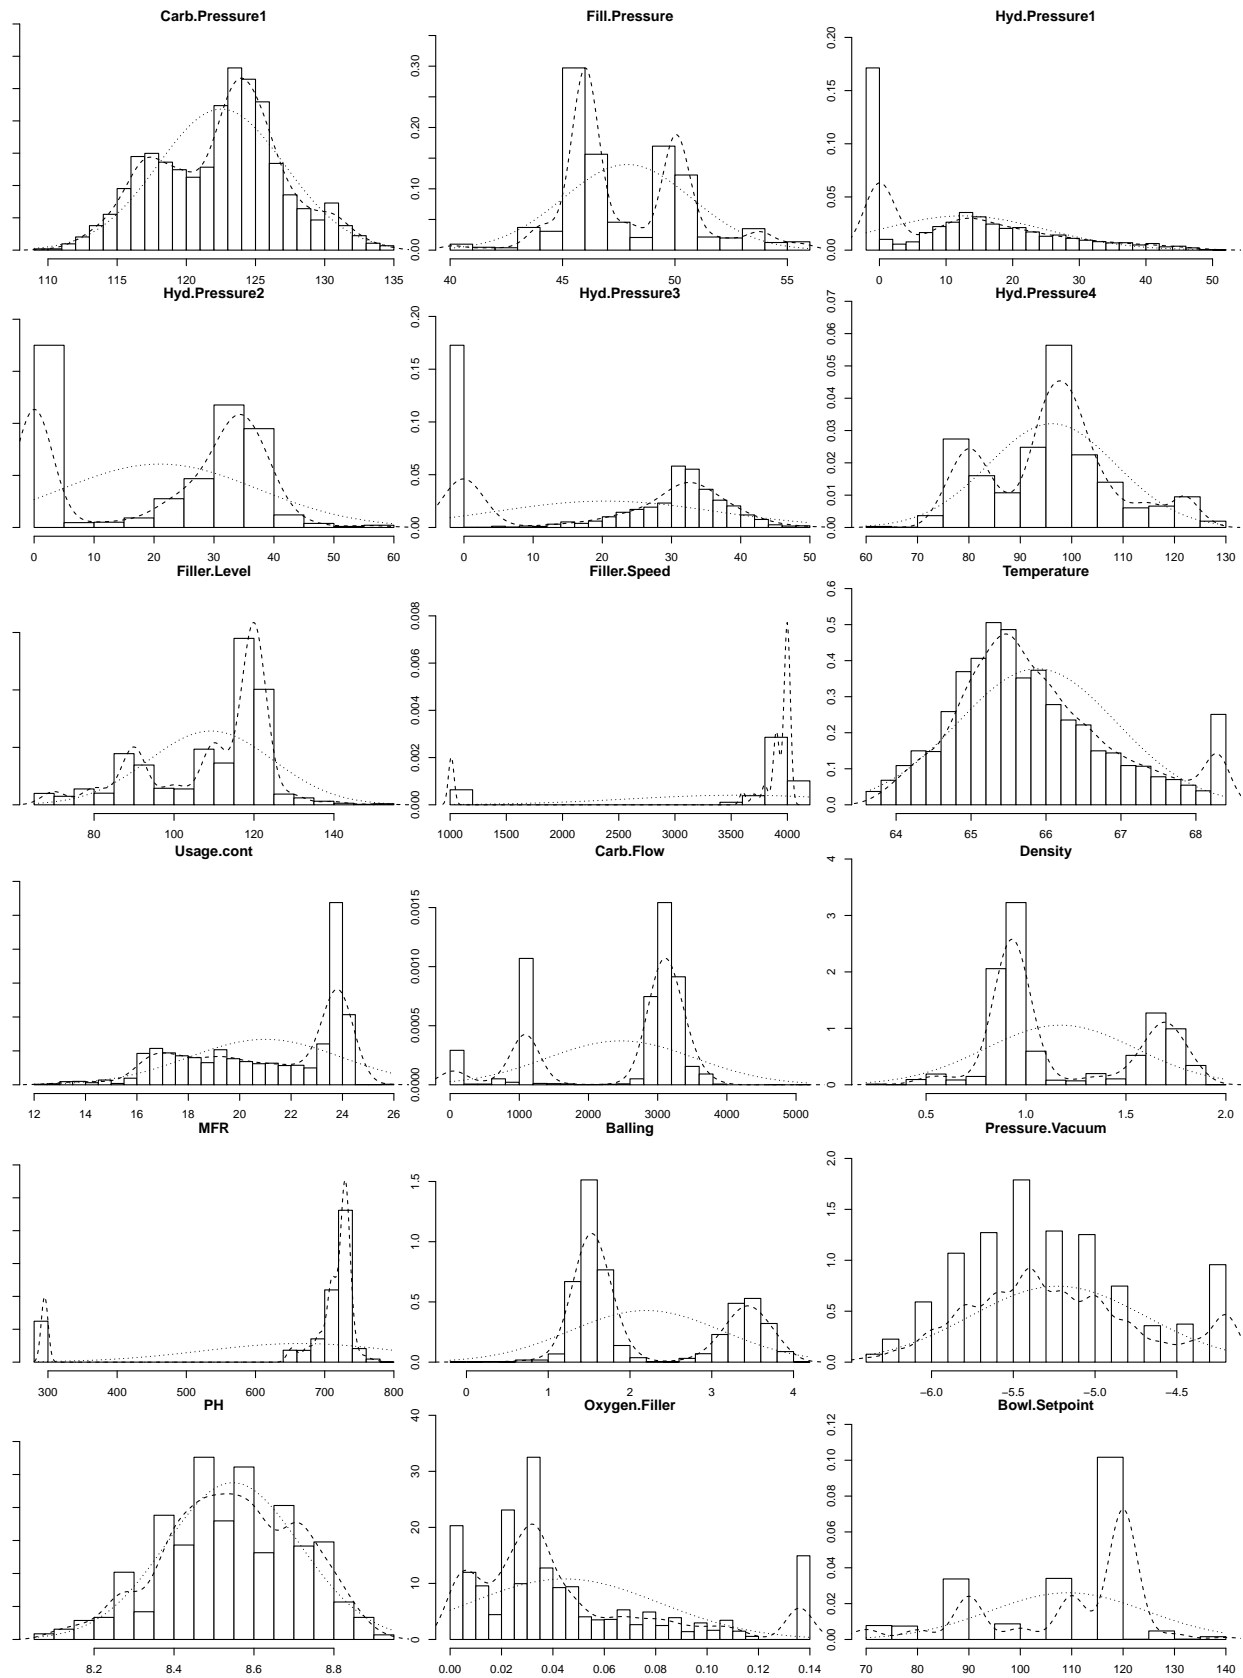 Carb.Pressure1 Fill.Pressure Hyd.Pressure1
0.00 0.10 0.20 0.30
0.00 0.05 0.10 0.15 0.20
110 115 120 125 130 135
40 45 50 55
0 10 20 30 40 50
Hyd.Pressure2 Hyd.Pressure3 Hyd.Pressure4
0.00 0.05 0.10 0.15 0.20
0.00 0.01 0.02 0.03 0.04 0.05 0.06 0.07
0 10 20 30 40 50 60
0 10 20 30 40 50
60 70 80 90 100 110 120 130
Filler.Level Filler.Speed Temperature
0.000 0.002 0.004 0.006 0.008
0.0 0.1 0.2 0.3 0.4 0.5 0.6
80 100 120 140
1000 1500 2000 2500 3000 3500 4000
64 65 66 67 68
Usage.cont Carb.Flow Density
0.0000 0.0005 0.0010 0.0015
0 1 2 3 4
12 14 16 18 20 22 24 26
0 1000 2000 3000 4000 5000
0.5 1.0 1.5 2.0
MFR Balling Pressure.Vacuum
0.0 0.5 1.0 1.5
0.0 0.5 1.0 1.5 2.0
300 400 500 600 700 800
0 1 2 3 4
−6.0 −5.5 −5.0 −4.5
PH Oxygen.Filler Bowl.Setpoint
0 10 20 30 40
0.00 0.02 0.04 0.06 0.08 0.10 0.12
8.2 8.4 8.6 8.8
0.00 0.02 0.04 0.06 0.08 0.10 0.12 0.14
70 80 90 100 110 120 130 140